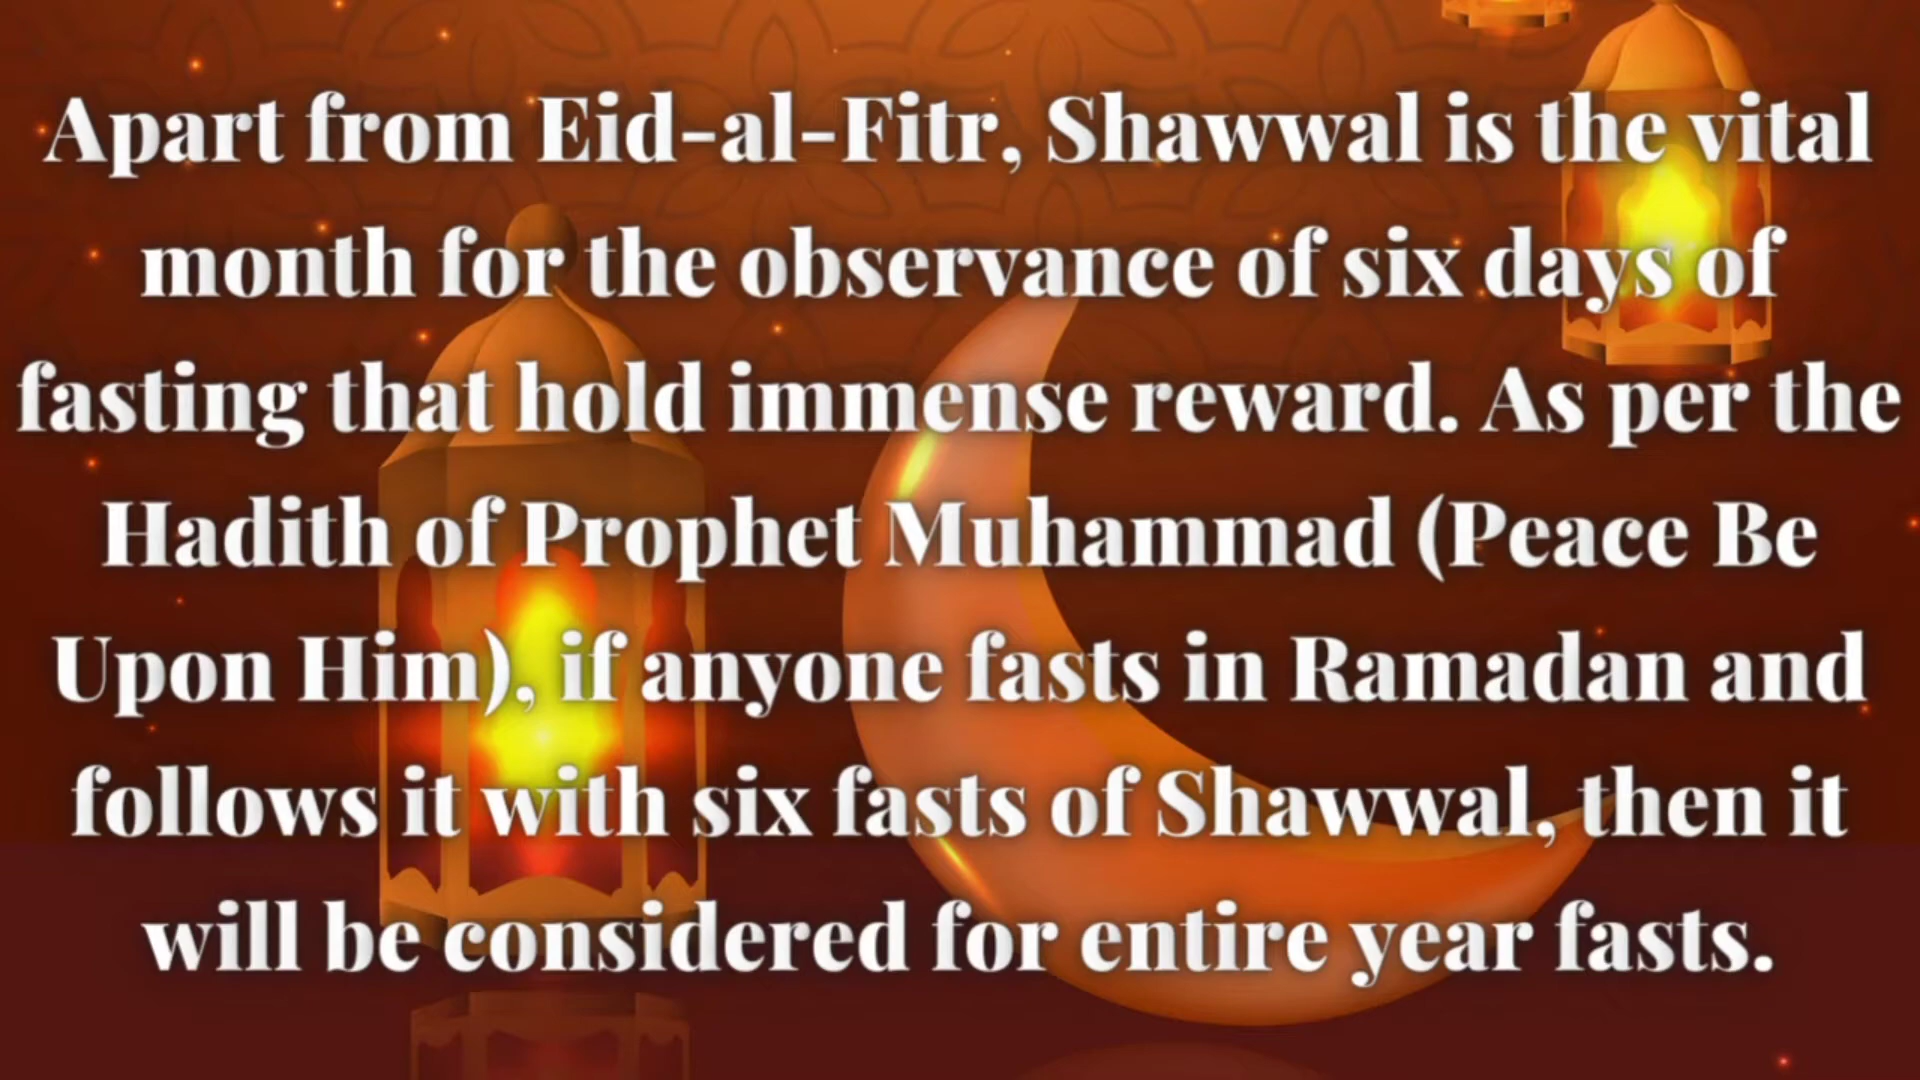 Apart from Eid-al-Fitr, Shawwal is the vital
month for the observance of six days of
fasting that hold immense reward. As per the
Hadith of Prophet Muhammad (Peace Be
Upon Him), if anyone fasts in Ramadan and
follows it with six fasts of Shawwal, then it
will be considered for entire year fasts.